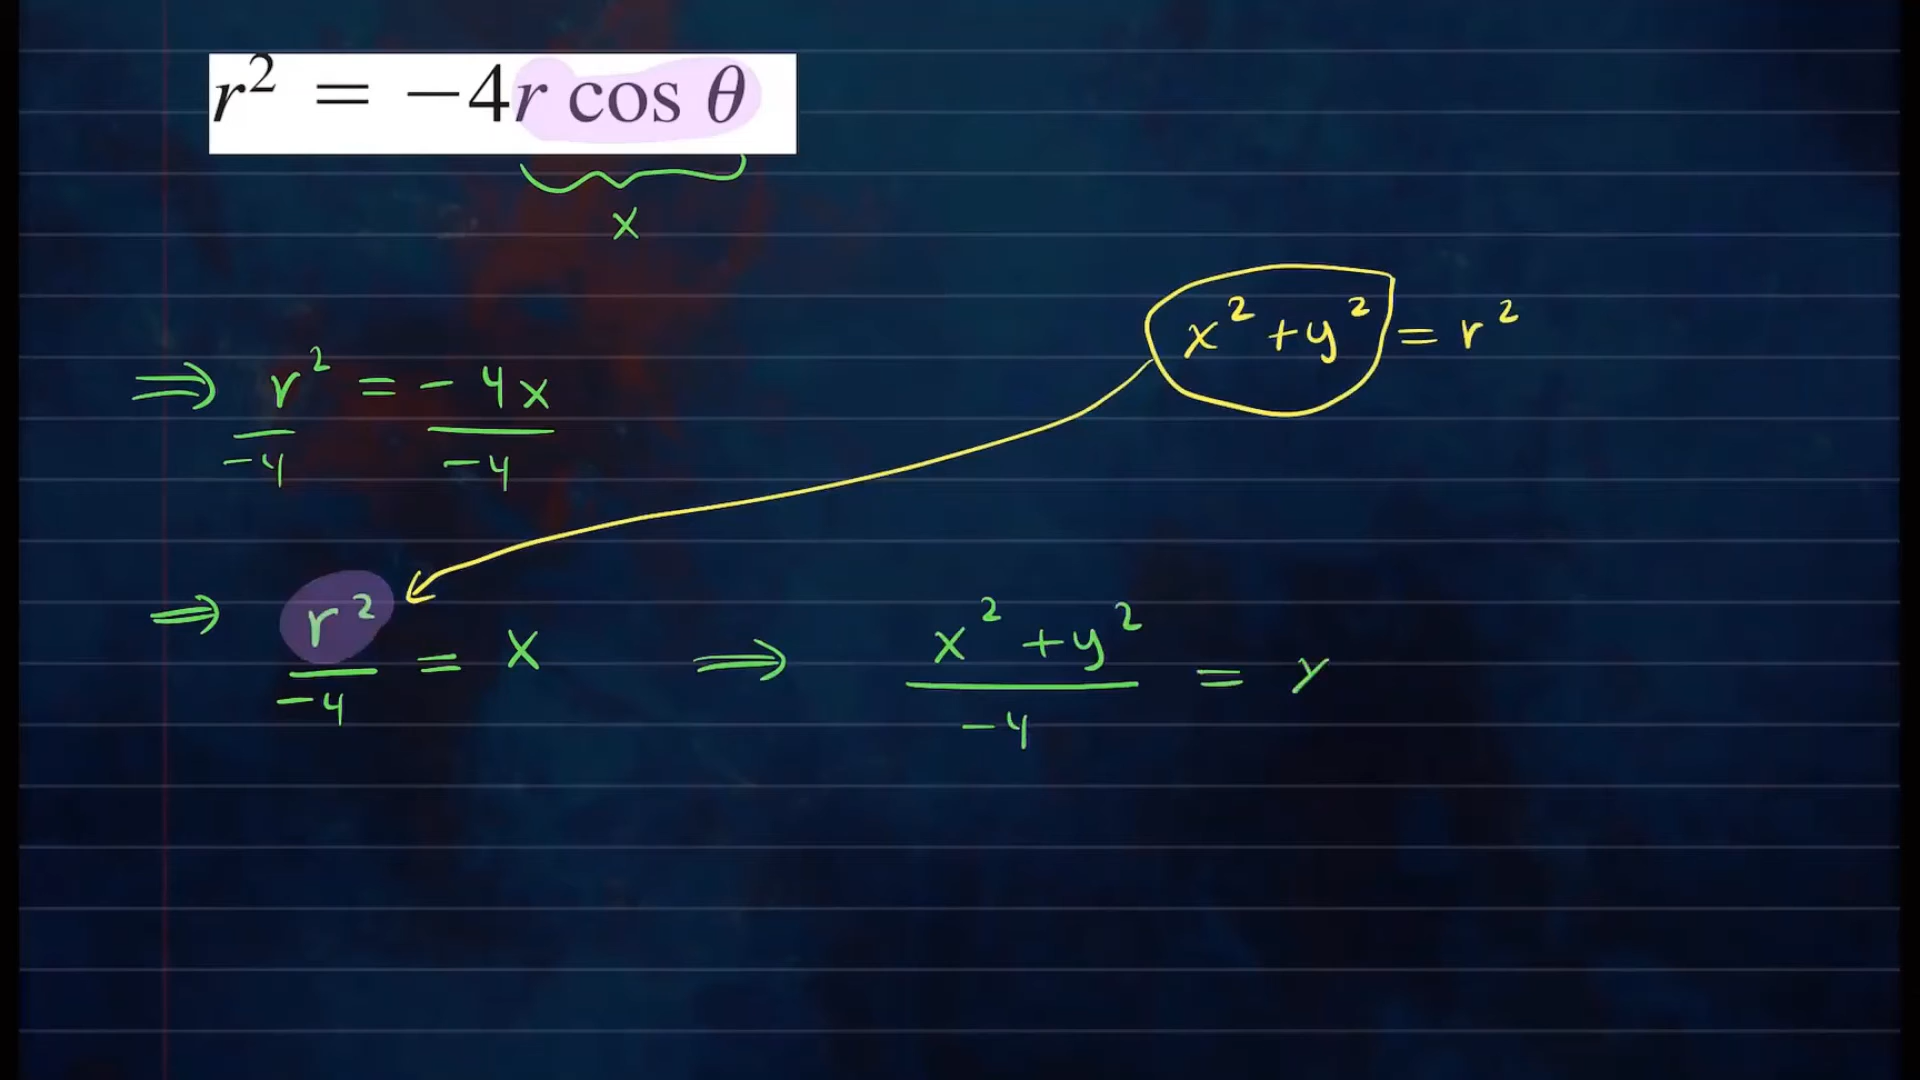 r² = −4r cos θ
x
x² + y² = r²
⇒ r² / −4 = −4x / −4
⇒ r² / −4 = x ⇒ x² + y² / −4 = x